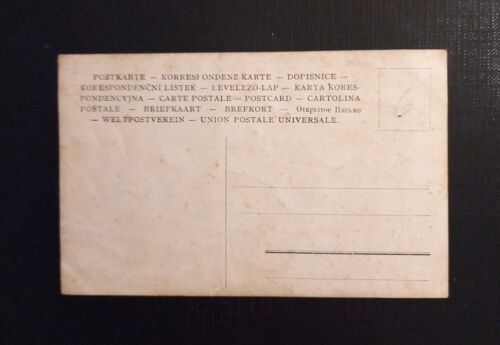 POSTKARTE — KORRESPONDENZ-KARTE — DOPISNICE —
KORESPONDENČNÍ LISTEK — LEVELEZŐ-LAP — KARTA KORES-
PONDENCYJNA — CARTE POSTALE — POSTCARD — CARTOLINA
POSTALE — BRIEFKAART — BREFKORT — Открытое Письмо
— WELTPOSTVEREIN — UNION POSTALE UNIVERSALE.
6